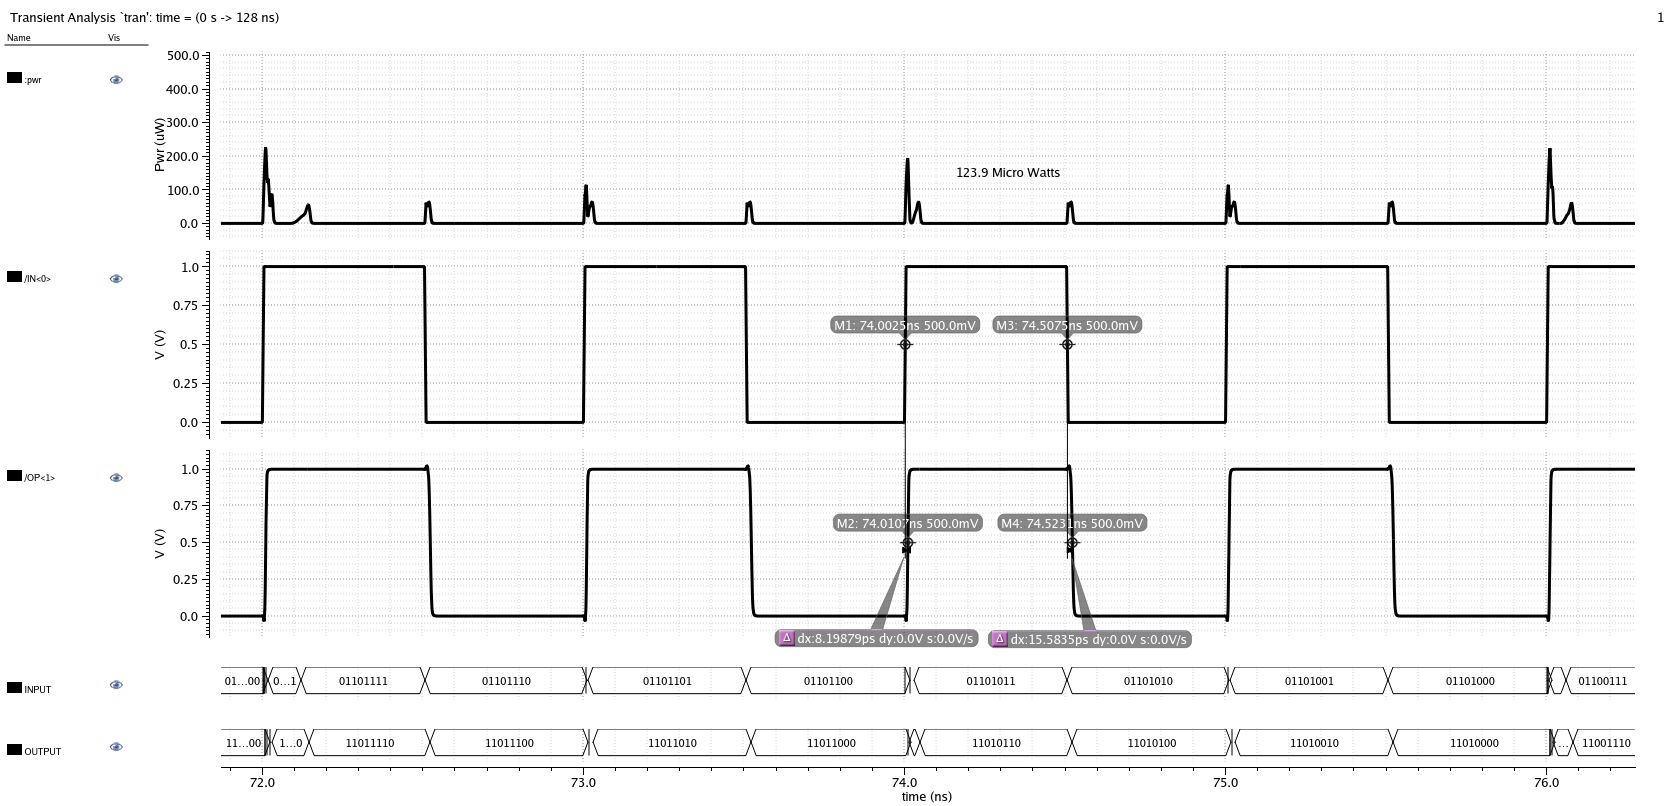 Transient Analysis `tran': time = (0 s -> 128 ns)
1
Name Vis
:pwr
500.0
400.0
300.0
200.0
100.0
0.0
Pwr (uW)
123.9 Micro Watts
/IN<0>
1.0
0.75
0.5
0.25
0.0
V (V)
M1: 74.0025ns 500.0mV
M3: 74.5075ns 500.0mV
/OP<1>
1.0
0.75
0.5
0.25
0.0
V (V)
M2: 74.0107ns 500.0mV
M4: 74.5231ns 500.0mV
Δ dx:8.19879ps dy:0.0V s:0.0V/s
Δ dx:15.5835ps dy:0.0V s:0.0V/s
INPUT
01...00 0...1 01101111 01101110 01101101 01101100 01101011 01101010 01101001 01101000 01100111
OUTPUT
11...00 1...0 11011110 11011100 11011010 11011000 11010110 11010100 11010010 11010000 ... 11001110
72.0 73.0 74.0 75.0 76.0
time (ns)